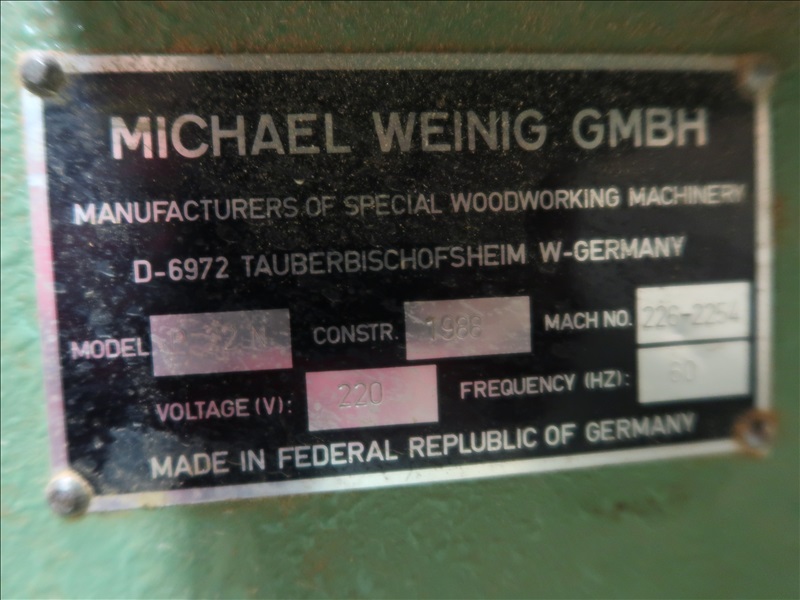 MICHAEL WEINIG GMBH
MANUFACTURERS OF SPECIAL WOODWORKING MACHINERY
D-6972 TAUBERBISCHOFSHEIM W-GERMANY
MODEL CONSTR. 1988 MACH NO. 226-2254
VOLTAGE (V): 220 FREQUENCY (HZ): 60
MADE IN FEDERAL REPLUBLIC OF GERMANY